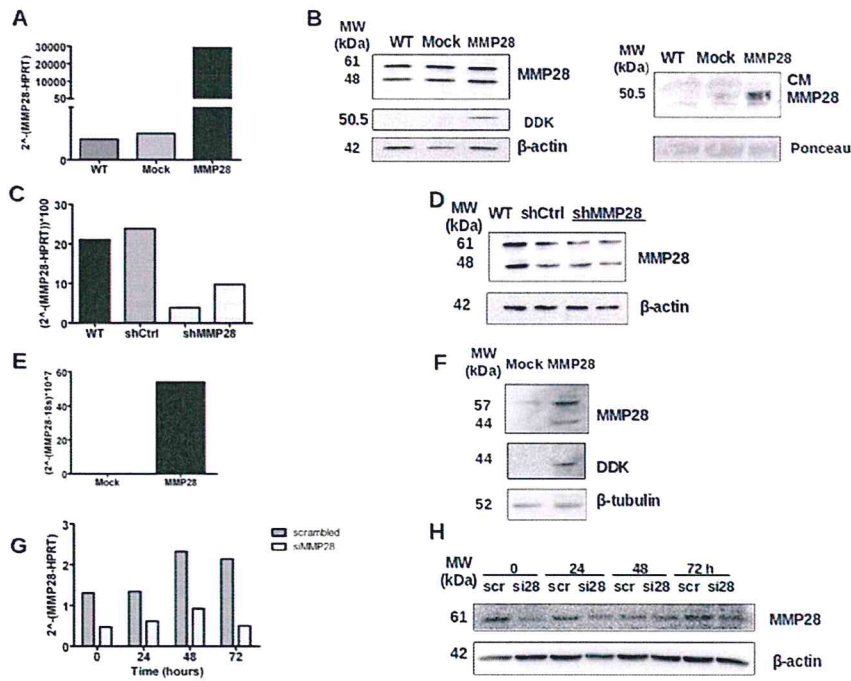 A
2^-(MMP28-HPRT)
30000
20000
10000
50
0
WT Mock MMP28
B
MW
(kDa)
WT Mock MMP28
61
48
MMP28
50.5
DDK
42
β-actin
MW
(kDa)
WT Mock MMP28
50.5
CM
MMP28
Ponceau
C
(2^-(MMP28-HPRT))*100
30
20
10
0
WT shCtrl shMMP28
D
MW
(kDa)
WT shCtrl shMMP28
61
48
MMP28
42
β-actin
E
(2^-(MMP28-18s)*10^7
60
40
20
0
Mock MMP28
F
MW
(kDa)
Mock MMP28
57
44
MMP28
44
DDK
52
β-tubulin
G
2^-(MMP28-HPRT)
3
2
1
0
0 24 48 72
Time (hours)
scrambled
siMMP28
H
MW
(kDa)
0 24 48 72 h
scr si28 scr si28 scr si28 scr si28
61
MMP28
42
β-actin